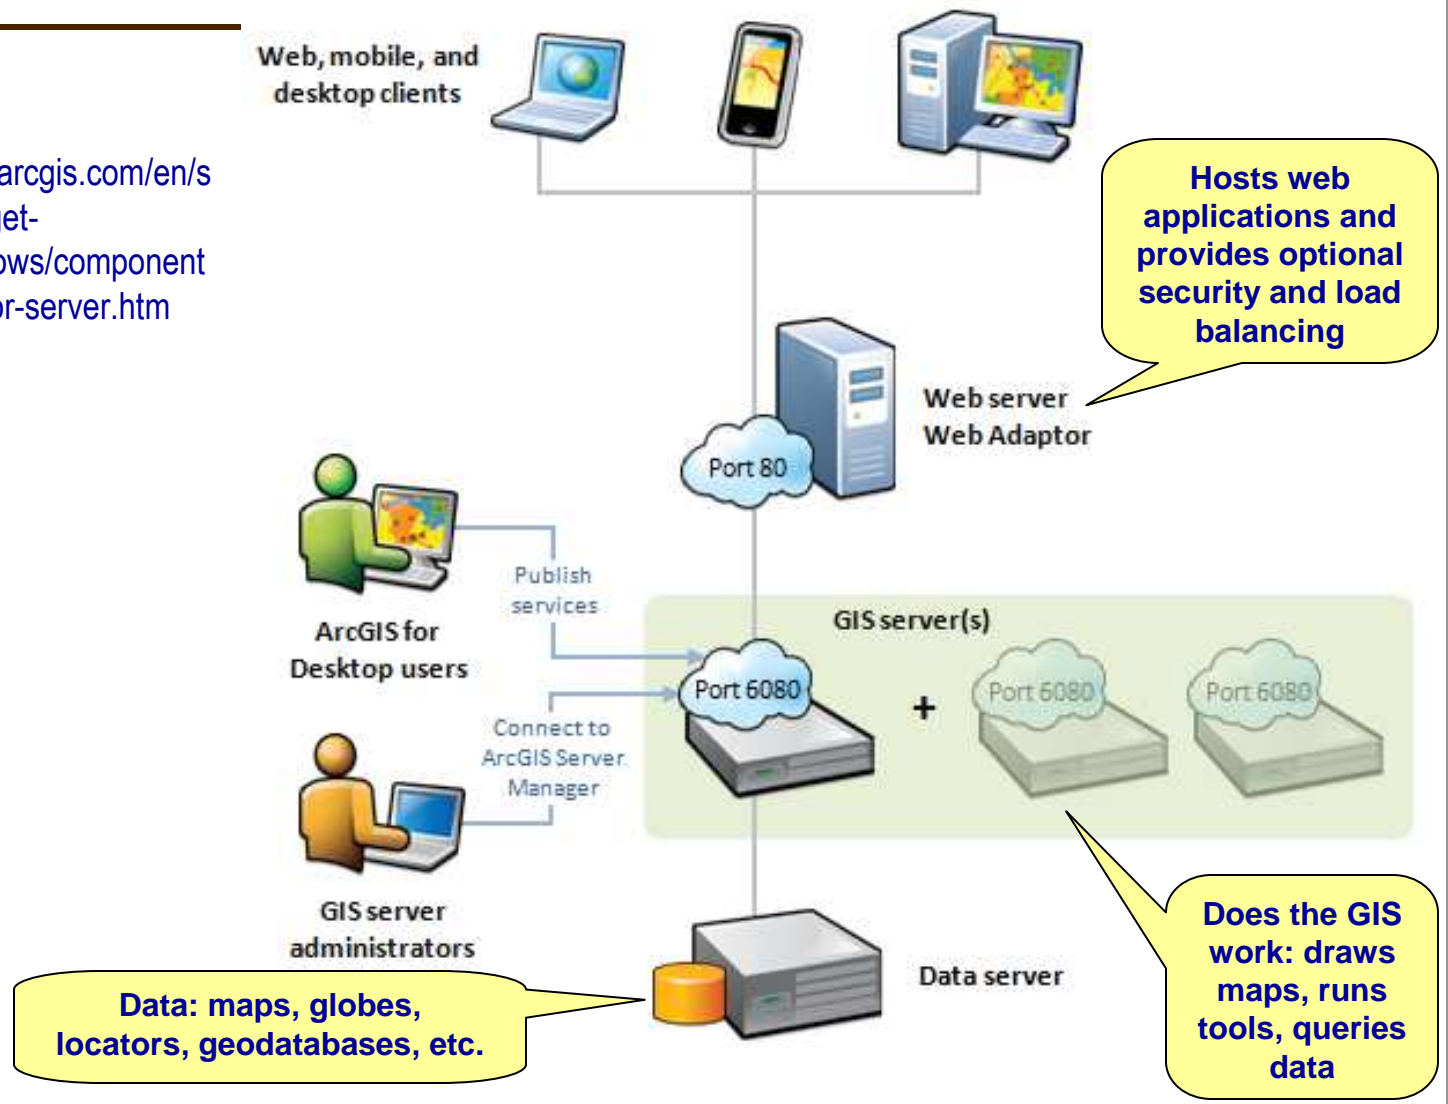 Web, mobile, and
desktop clients
arcgis.com/en/s
get-
ows/component
or-server.htm
Hosts web
applications and
provides optional
security and load
balancing
Web server
Web Adaptor
Port 80
Publish
services
ArcGIS for
Desktop users
GIS server(s)
Port 6080
+
Port 6080
Port 6080
Connect to
ArcGIS Server
Manager
GIS server
administrators
Does the GIS
work: draws
maps, runs
tools, queries
data
Data server
Data: maps, globes,
locators, geodatabases, etc.